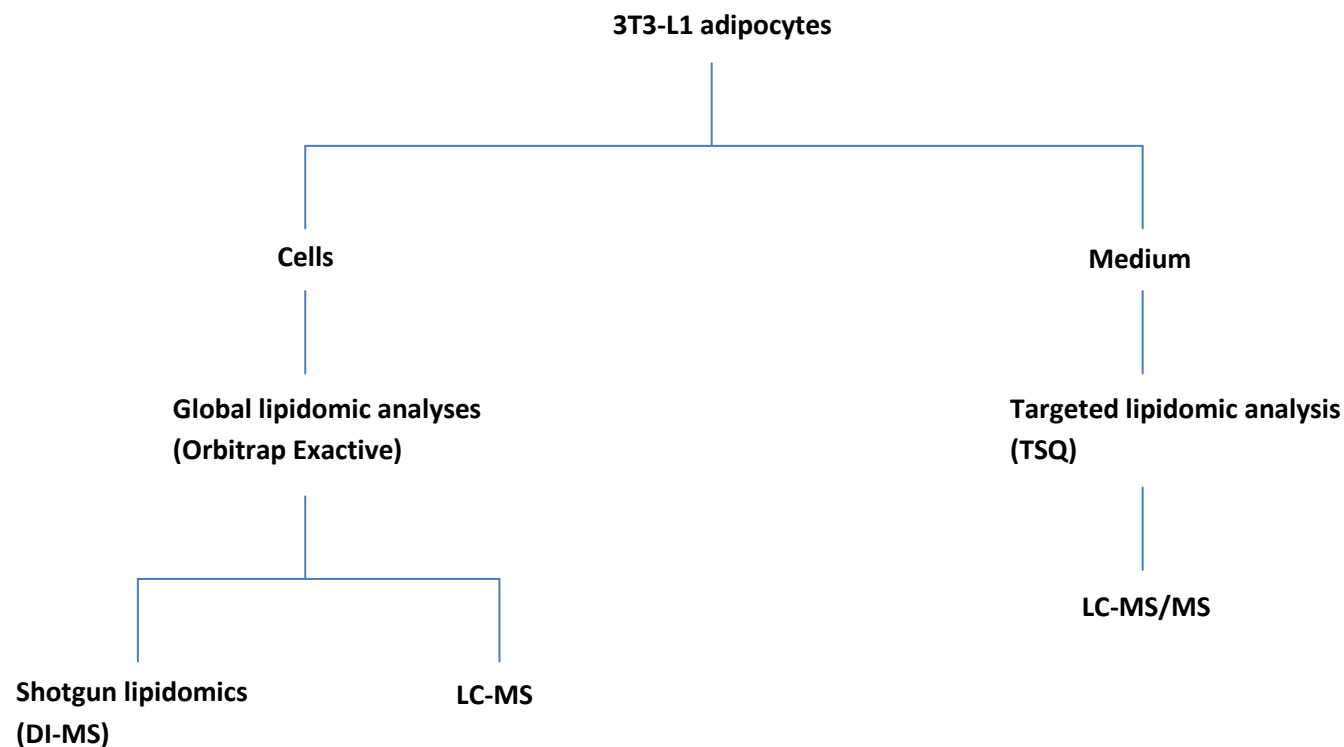 3T3-L1 adipocytes
Cells
Medium
Global lipidomic analyses
(Orbitrap Exactive)
Targeted lipidomic analysis
(TSQ)
LC-MS/MS
Shotgun lipidomics
(DI-MS)
LC-MS